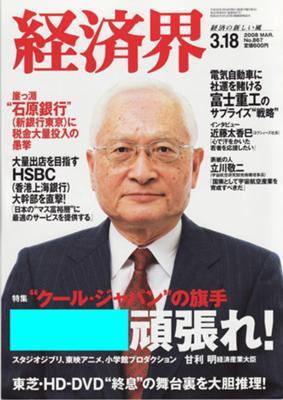 経済の新しい風
経済界
2008 MAR.
No.867
定価600円
3.18
崖っ淵
"石原銀行"
(新銀行東京)に
税金大量投入の
愚挙
大量出店を目指す
HSBC
(香港上海銀行)
大幹部を直撃!
「日本の"マス富裕層"に
最適のサービスを提供する」
電気自動車に
社運を賭ける
富士重工の
サプライズ"戦略"
インタビュー
近藤太香巳
「心で汗をかいた
若者を応援したい」
表紙の人
立川敬二
「国策として宇宙航空産業を
育成すべきだ」
特集
"クール・ジャパン"の旗手
頑張れ!
スタジオジブリ、東映アニメ、小学館プロダクション 甘利 明経済産業大臣
東芝・HD-DVD"終息"の舞台裏を大胆推理!